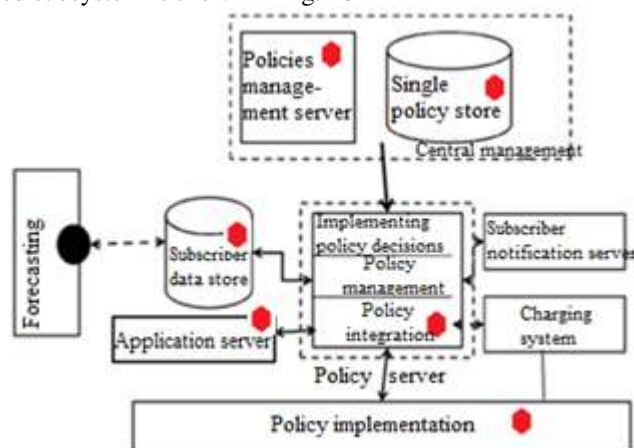 Policies
manage-
ment server
Single
policy store
Central management
Forecasting
Subscriber
data store
Implementing
policy decisions
Policy
management
Policy
integration
Subscriber
notification server
Application server
Charging
system
Policy server
Policy implementation